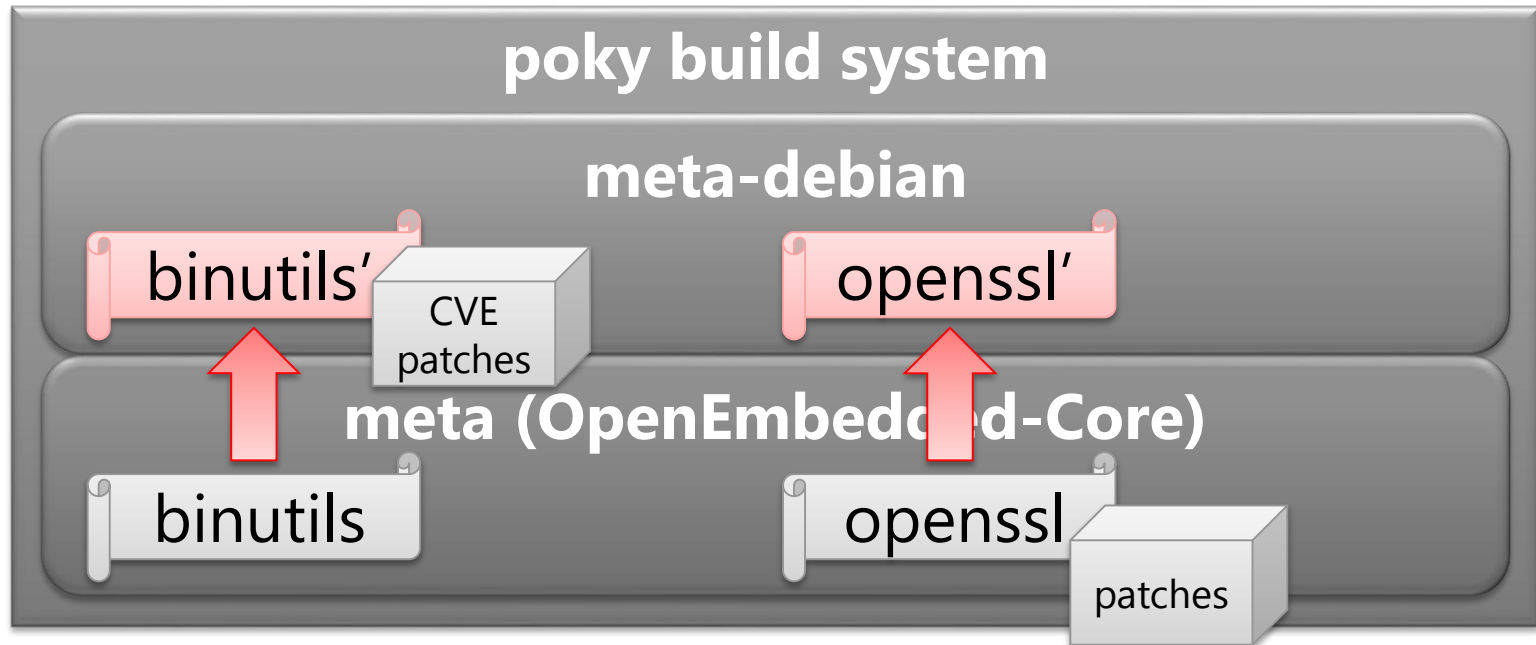 poky build system
meta-debian
binutils’
CVE
patches
openssl’
meta (OpenEmbedded-Core)
binutils
openssl
patches